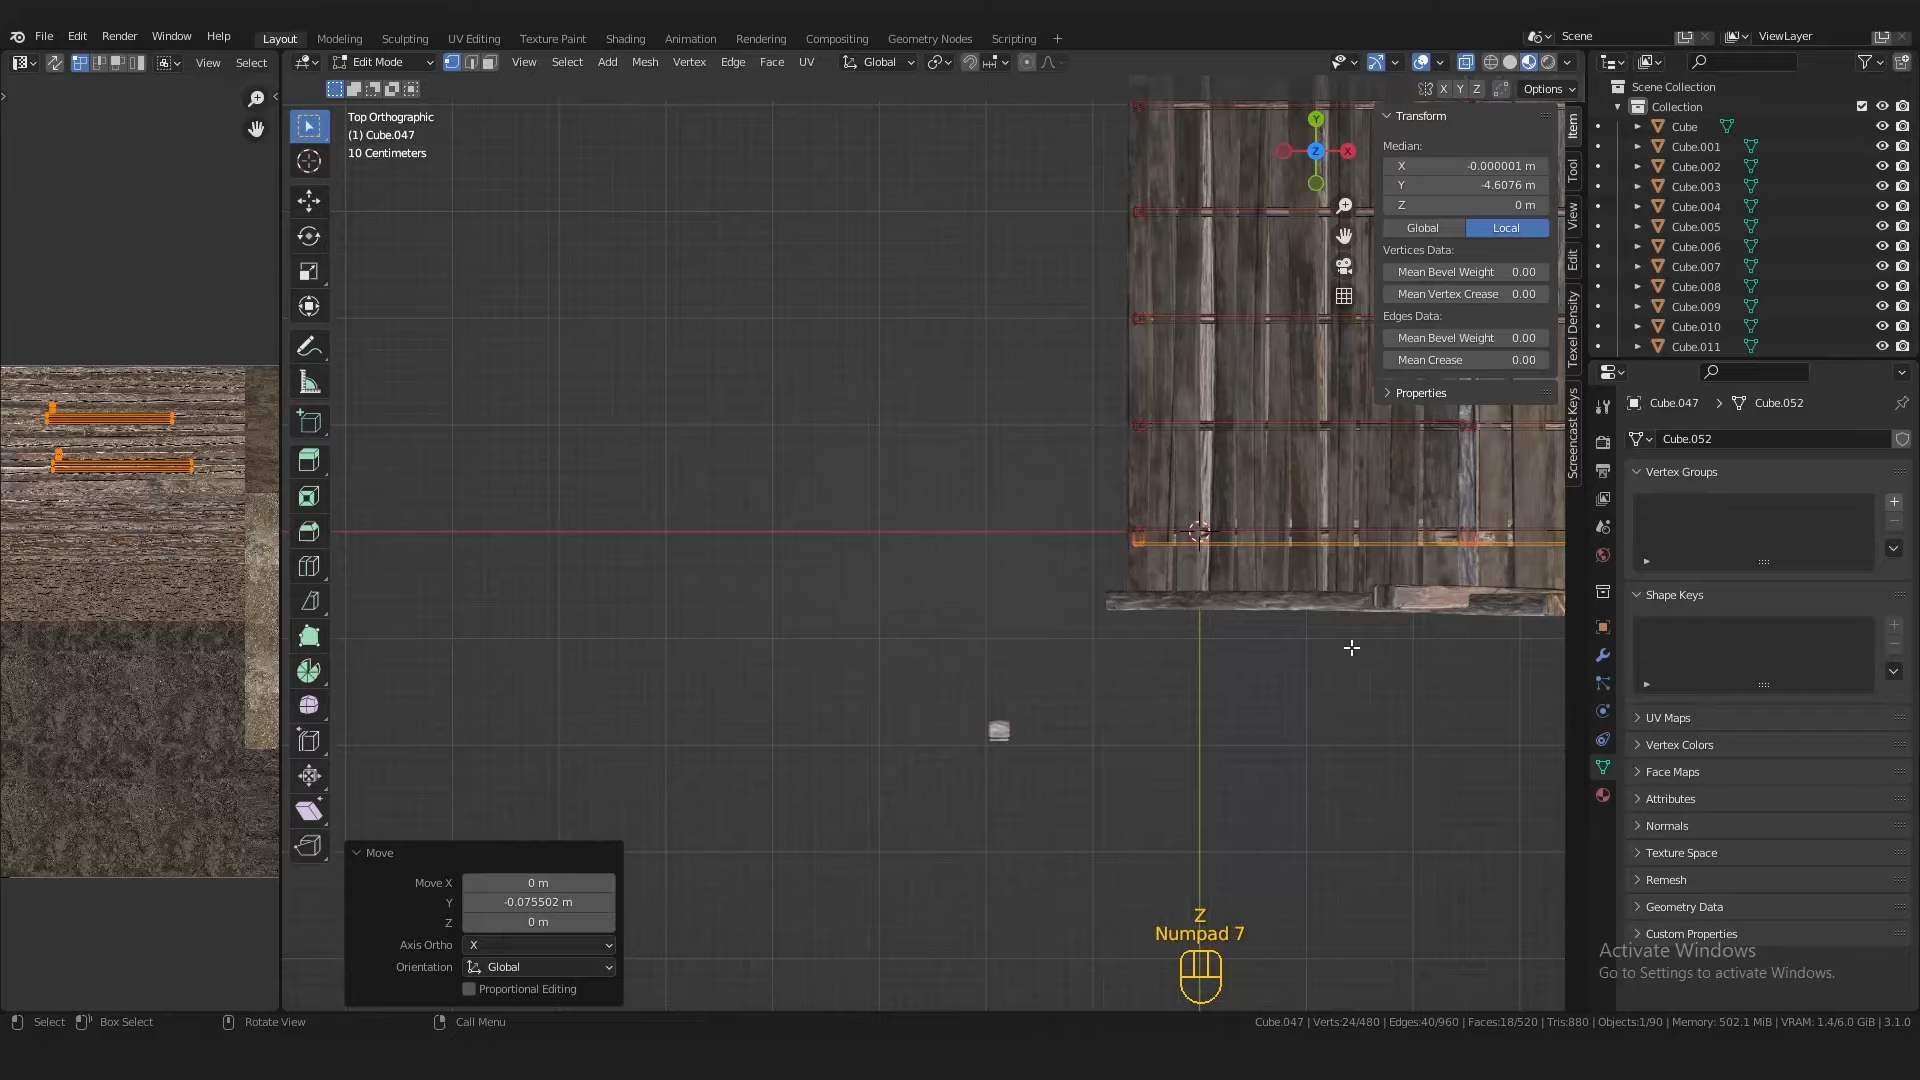 File Edit Render Window Help
Layout Modeling Sculpting UV Editing Texture Paint Shading Animation Rendering Compositing Geometry Nodes Scripting +
Scene
ViewLayer
View Select
Edit Mode
View Select Add Mesh Vertex Edge Face UV
Global
X Y Z
Options
Top Orthographic
(1) Cube.047
10 Centimeters
Y
Z
X
Transform
Median:
X -0.000001 m
Y -4.6076 m
Z 0 m
Global Local
Vertices Data:
Mean Bevel Weight 0.00
Mean Vertex Crease 0.00
Edges Data:
Mean Bevel Weight 0.00
Mean Crease 0.00
Properties
Item
Tool
View
Edit
Texel Density
Screencast Keys
Scene Collection
Collection
Cube
Cube.001
Cube.002
Cube.003
Cube.004
Cube.005
Cube.006
Cube.007
Cube.008
Cube.009
Cube.010
Cube.011
Cube.047 > Cube.052
Cube.052
Vertex Groups
Shape Keys
UV Maps
Vertex Colors
Face Maps
Attributes
Normals
Texture Space
Remesh
Geometry Data
Custom Properties
Activate Windows
Go to Settings to activate Windows.
Move
Move X 0 m
Y -0.075502 m
Z 0 m
Axis Ortho X
Orientation Global
Proportional Editing
Z
Numpad 7
Select Box Select Rotate View Call Menu
Cube.047 | Verts:24/480 | Edges:40/960 | Faces:18/520 | Tris:880 | Objects:1/90 | Memory: 502.1 MiB | VRAM: 1.4/6.0 GiB | 3.1.0